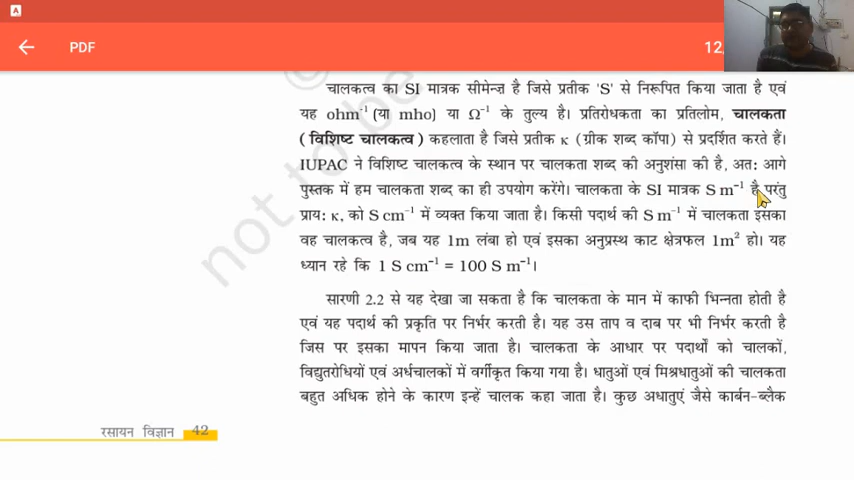 A
PDF
12,
चालकत्व का SI मात्रक सीमेन्ज़ है जिसे प्रतीक 'S' से निरूपित किया जाता है एवं
यह ohm⁻¹ (या mho) या Ω⁻¹ के तुल्य है। प्रतिरोधकता का प्रतिलोम, चालकता
(विशिष्ट चालकत्व) कहलाता है जिसे प्रतीक κ (ग्रीक शब्द कॉपा) से प्रदर्शित करते हैं।
IUPAC ने विशिष्ट चालकत्व के स्थान पर चालकता शब्द की अनुशंसा की है, अत: आगे
पुस्तक में हम चालकता शब्द का ही उपयोग करेंगे। चालकता के SI मात्रक S m⁻¹ है परंतु
प्राय: κ, को S cm⁻¹ में व्यक्त किया जाता है। किसी पदार्थ की S m⁻¹ में चालकता इसका
वह चालकत्व है, जब यह 1m लंबा हो एवं इसका अनुप्रस्थ काट क्षेत्रफल 1m² हो। यह
ध्यान रहे कि 1 S cm⁻¹ = 100 S m⁻¹।
सारणी 2.2 से यह देखा जा सकता है कि चालकता के मान में काफी भिन्नता होती है
एवं यह पदार्थ की प्रकृति पर निर्भर करती है। यह उस ताप व दाब पर भी निर्भर करती है
जिस पर इसका मापन किया जाता है। चालकता के आधार पर पदार्थों को चालकों,
विद्युतरोधियों एवं अर्धचालकों में वर्गीकृत किया गया है। धातुओं एवं मिश्रधातुओं की चालकता
बहुत अधिक होने के कारण इन्हें चालक कहा जाता है। कुछ अधातुएं जैसे कार्बन-ब्लैक
not to be
रसायन विज्ञान 42